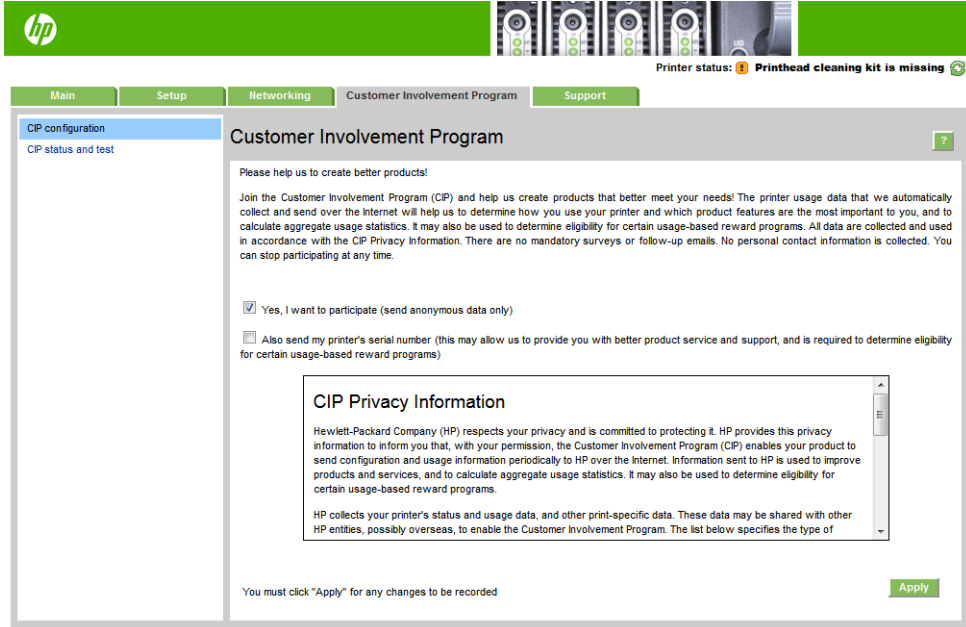 hp
Printer status: ! Printhead cleaning kit is missing
Main Setup Networking Customer Involvement Program Support
CIP configuration
CIP status and test
Customer Involvement Program
?
Please help us to create better products!
Join the Customer Involvement Program (CIP) and help us create products that better meet your needs! The printer usage data that we automatically
collect and send over the Internet will help us to determine how you use your printer and which product features are the most important to you, and to
calculate aggregate usage statistics. It may also be used to determine eligibility for certain usage-based reward programs. All data are collected and used
in accordance with the CIP Privacy Information. There are no mandatory surveys or follow-up emails. No personal contact information is collected. You
can stop participating at any time.
Yes, I want to participate (send anonymous data only)
Also send my printer's serial number (this may allow us to provide you with better product service and support, and is required to determine eligibility
for certain usage-based reward programs)
CIP Privacy Information
Hewlett-Packard Company (HP) respects your privacy and is committed to protecting it. HP provides this privacy
information to inform you that, with your permission, the Customer Involvement Program (CIP) enables your product to
send configuration and usage information periodically to HP over the Internet. Information sent to HP is used to improve
products and services, and to calculate aggregate usage statistics. It may also be used to determine eligibility for
certain usage-based reward programs.
HP collects your printer's status and usage data, and other print-specific data. These data may be shared with other
HP entities, possibly overseas, to enable the Customer Involvement Program. The list below specifies the type of
You must click "Apply" for any changes to be recorded
Apply